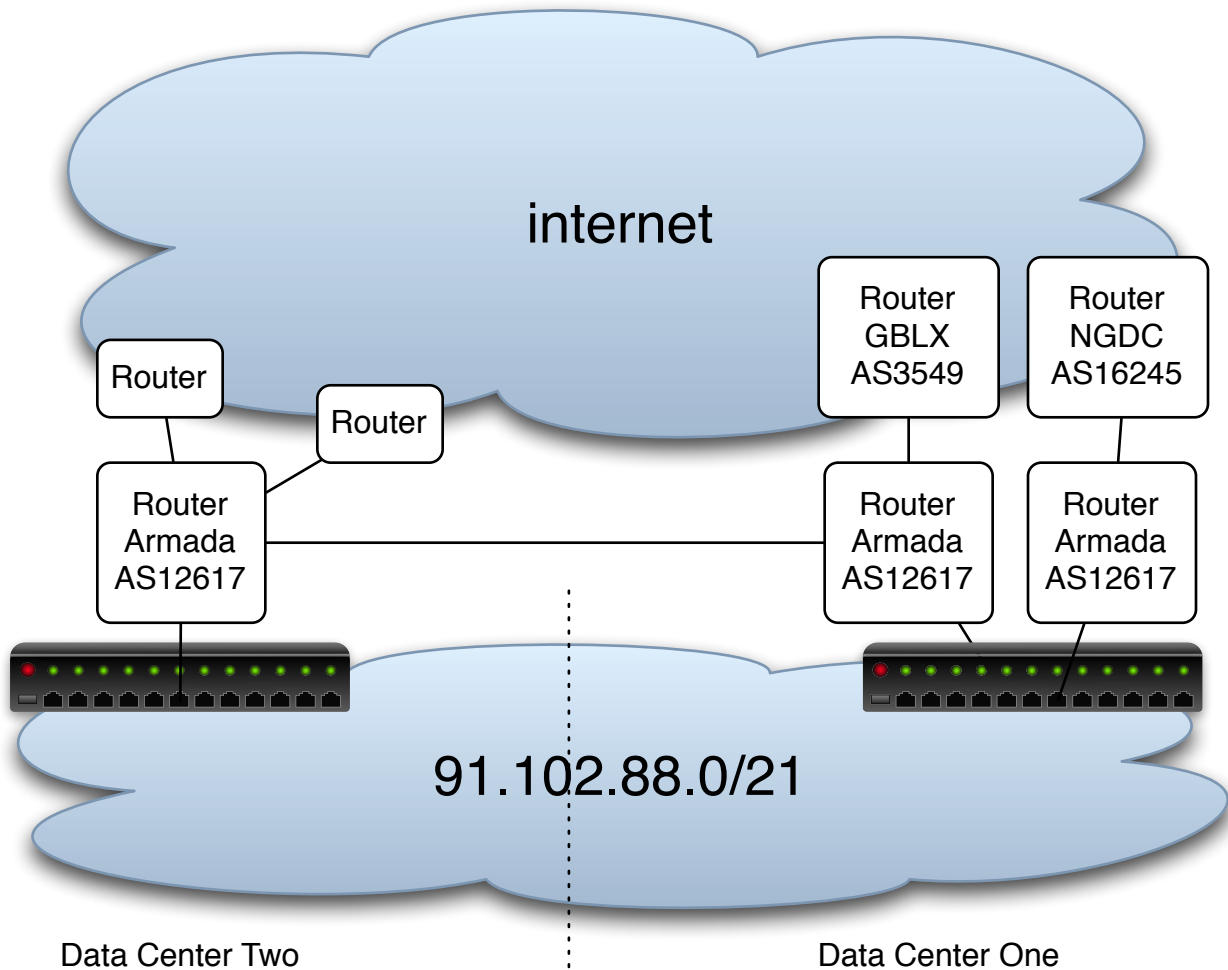 internet
Router
GBLX
AS3549
Router
NGDC
AS16245
Router
Router
Router
Armada
AS12617
Router
Armada
AS12617
Router
Armada
AS12617
91.102.88.0/21
Data Center Two
Data Center One